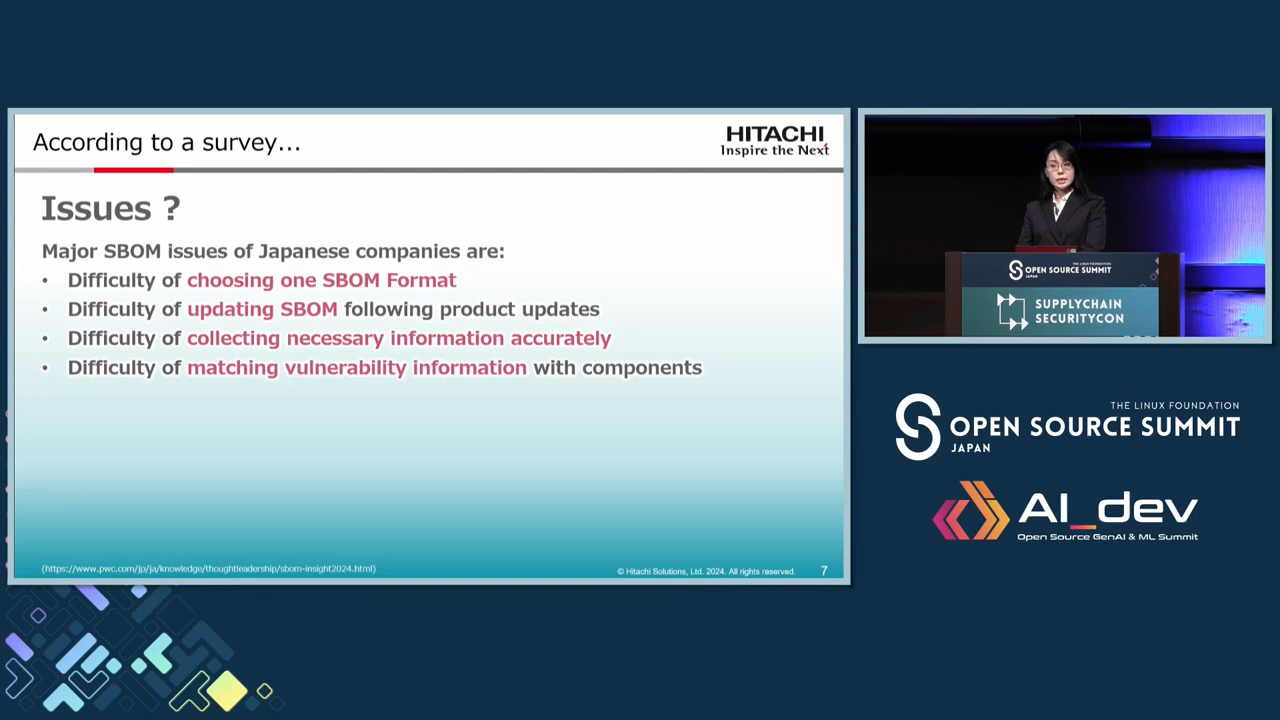 According to a survey...
HITACHI
Inspire the Next
Issues ?
Major SBOM issues of Japanese companies are:
• Difficulty of choosing one SBOM Format
• Difficulty of updating SBOM following product updates
• Difficulty of collecting necessary information accurately
• Difficulty of matching vulnerability information with components
(https://www.pwc.com/jp/ja/knowledge/thoughtleadership/sbom-insight2024.html)
© Hitachi Solutions, Ltd. 2024. All rights reserved.
7
THE LINUX FOUNDATION
OPEN SOURCE SUMMIT
JAPAN
SUPPLYCHAIN
SECURITYCON
THE LINUX FOUNDATION
OPEN SOURCE SUMMIT
JAPAN
AI_dev
Open Source GenAI & ML Summit